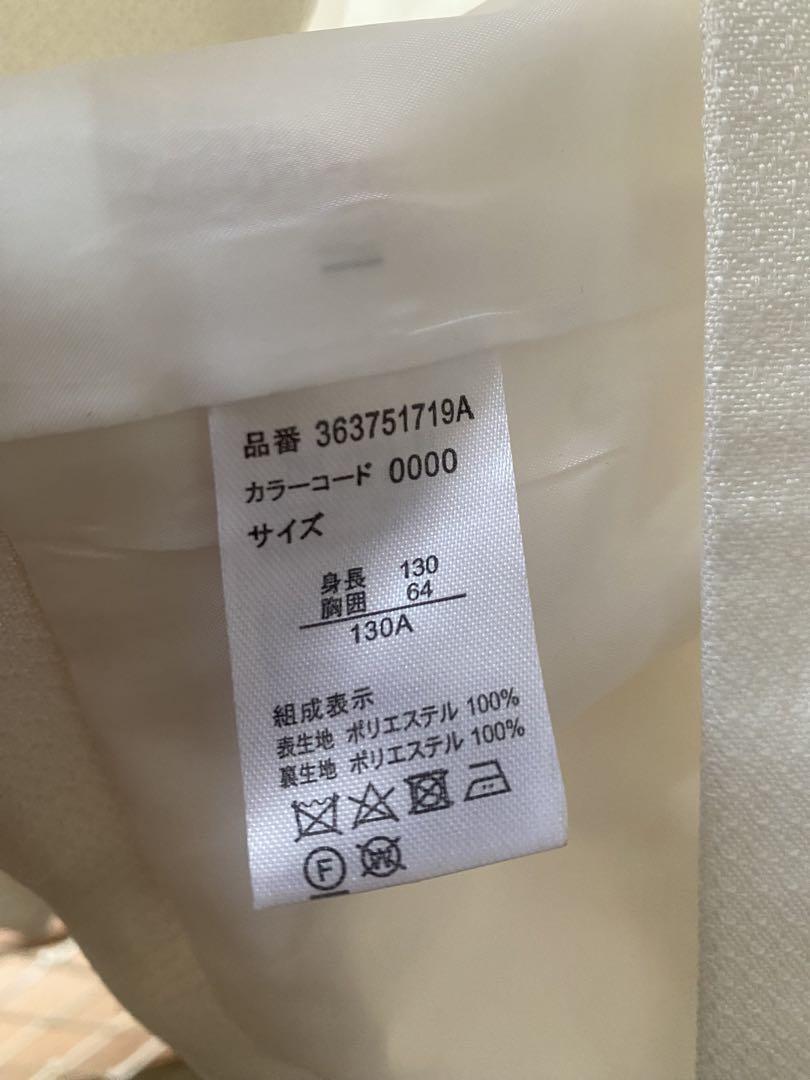 品番 363751719A
カラーコード 0000
サイズ
身長 130
胸囲 64
130A
組成表示
表生地 ポリエステル 100%
裏生地 ポリエステル 100%
F W